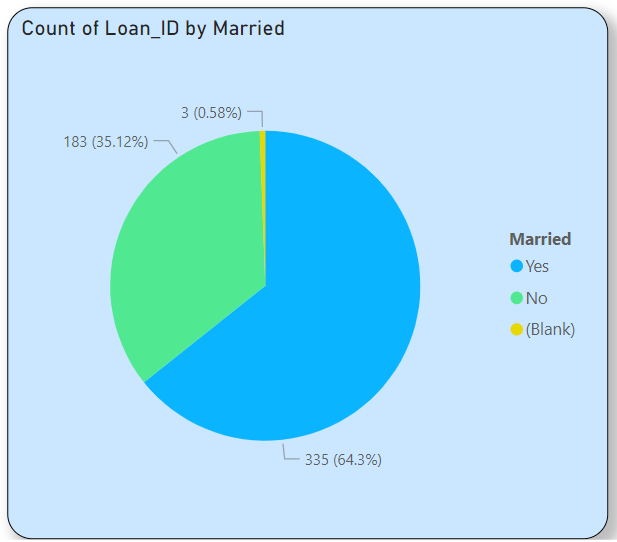 Count of Loan_ID by Married
3 (0.58%)
183 (35.12%)
Married
Yes
No
(Blank)
335 (64.3%)